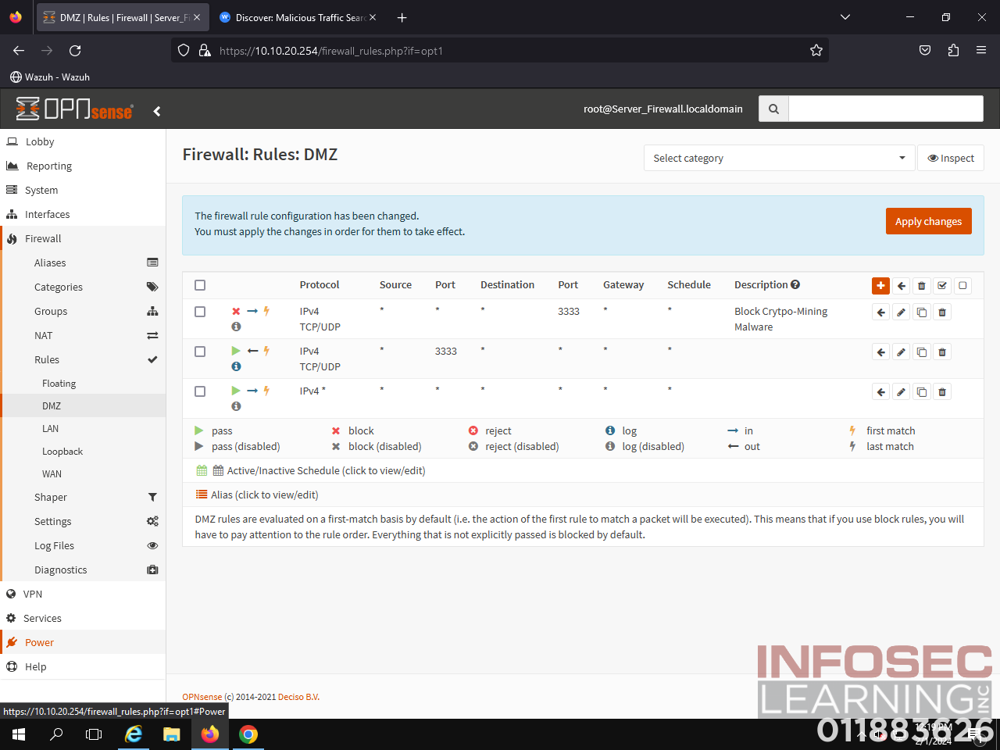 DMZ | Rules | Firewall | Server_Fi
Discover: Malicious Traffic Sear
https://10.10.20.254/firewall_rules.php?if=opt1
Wazuh - Wazuh
OPNsense
root@Server_Firewall.localdomain
Lobby
Reporting
System
Interfaces
Firewall
Aliases
Categories
Groups
NAT
Rules
Floating
DMZ
LAN
Loopback
WAN
Shaper
Settings
Log Files
Diagnostics
VPN
Services
Power
Help
Firewall: Rules: DMZ
Select category
Inspect
The firewall rule configuration has been changed.
You must apply the changes in order for them to take effect.
Apply changes
Protocol Source Port Destination Port Gateway Schedule Description
IPv4 * * * 3333 * * Block Crytpo-Mining
TCP/UDP Malware
IPv4 * 3333 * * * *
TCP/UDP
IPv4 * * * * * * *
pass block reject log in first match
pass (disabled) block (disabled) reject (disabled) log (disabled) out last match
Active/Inactive Schedule (click to view/edit)
Alias (click to view/edit)
DMZ rules are evaluated on a first-match basis by default (i.e. the action of the first rule to match a packet will be executed). This means that if you use block rules, you will
have to pay attention to the rule order. Everything that is not explicitly passed is blocked by default.
OPNsense (c) 2014-2021 Deciso B.V.
https://10.10.20.254/firewall_rules.php?if=opt1#Power
INFOSEC
LEARNING INC
011883626
12:19 PM
2/1/2024